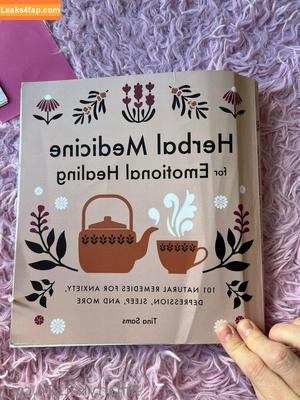 Leaks4fap.com
Herbal Medicine
for Emotional Healing
101 NATURAL REMEDIES FOR ANXIETY,
DEPRESSION, SLEEP, AND MORE
Tina Sams